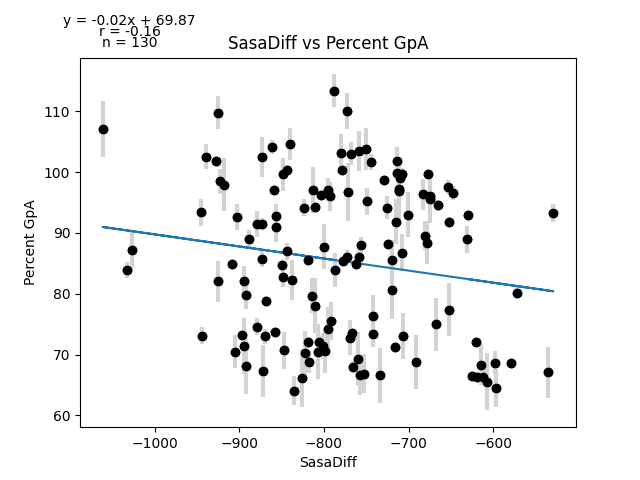 y = -0.02x + 69.87
r = -0.16
n = 130
SasaDiff vs Percent GpA
Percent GpA
110
100
90
80
70
60
−1000
−900
−800
−700
−600
SasaDiff